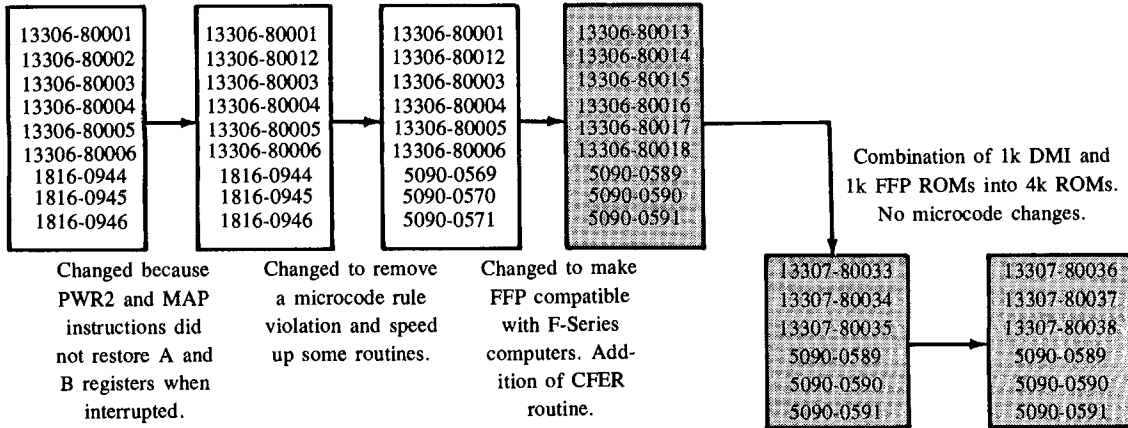 13306-80001
13306-80002
13306-80003
13306-80004
13306-80005
13306-80006
1816-0944
1816-0945
1816-0946
13306-80001
13306-80012
13306-80003
13306-80004
13306-80005
13306-80006
1816-0944
1816-0945
1816-0946
13306-80001
13306-80012
13306-80003
13306-80004
13306-80005
13306-80006
5090-0569
5090-0570
5090-0571
13306-80013
13306-80014
13306-80015
13306-80016
13306-80017
13306-80018
5090-0589
5090-0590
5090-0591
Changed because
PWR2 and MAP
instructions did
not restore A and
B registers when
interrupted.
Changed to remove
a microcode rule
violation and speed
up some routines.
Changed to make
FFP compatible
with F-Series
computers. Add-
ition of CFER
routine.
Combination of 1k DMI and
1k FFP ROMs into 4k ROMs.
No microcode changes.
13307-80033
13307-80034
13307-80035
5090-0589
5090-0590
5090-0591
13307-80036
13307-80037
13307-80038
5090-0589
5090-0590
5090-0591